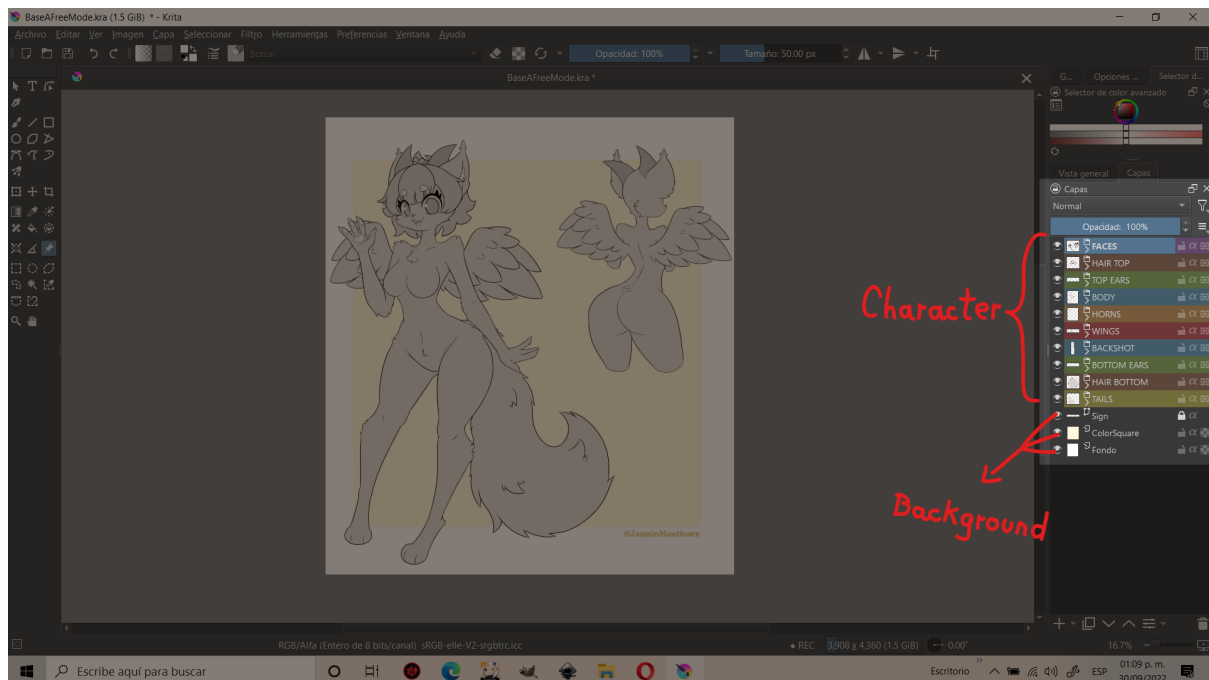 BaseAFreeMode.kra (1.5 GiB) * - Krita
Archivo Editar Ver Imagen Capa Seleccionar Filtro Herramientas Preferencias Ventana Ayuda
Borrar
Opacidad: 100%
Tamaño: 50.00 px
BaseAFreeMode.kra *
G... Opciones ... Selector d...
Selector de color avanzado
Vista general Capas
Capas
Normal
Opacidad: 100%
FACES
HAIR TOP
TOP EARS
BODY
HORNS
WINGS
BACKSHOT
BOTTOM EARS
HAIR BOTTOM
TAILS
Sign
ColorSquare
Fondo
Character
Background
@JasminManticore
RGB/Alfa (Entero de 8 bits/canal) sRGB-elle-V2-srgbtrc.icc
REC
3,908 x 4,360 (1.5 GiB)
0.00°
16.7%
Escribe aquí para buscar
Escritorio
ESP
01:09 p. m.
30/09/2022